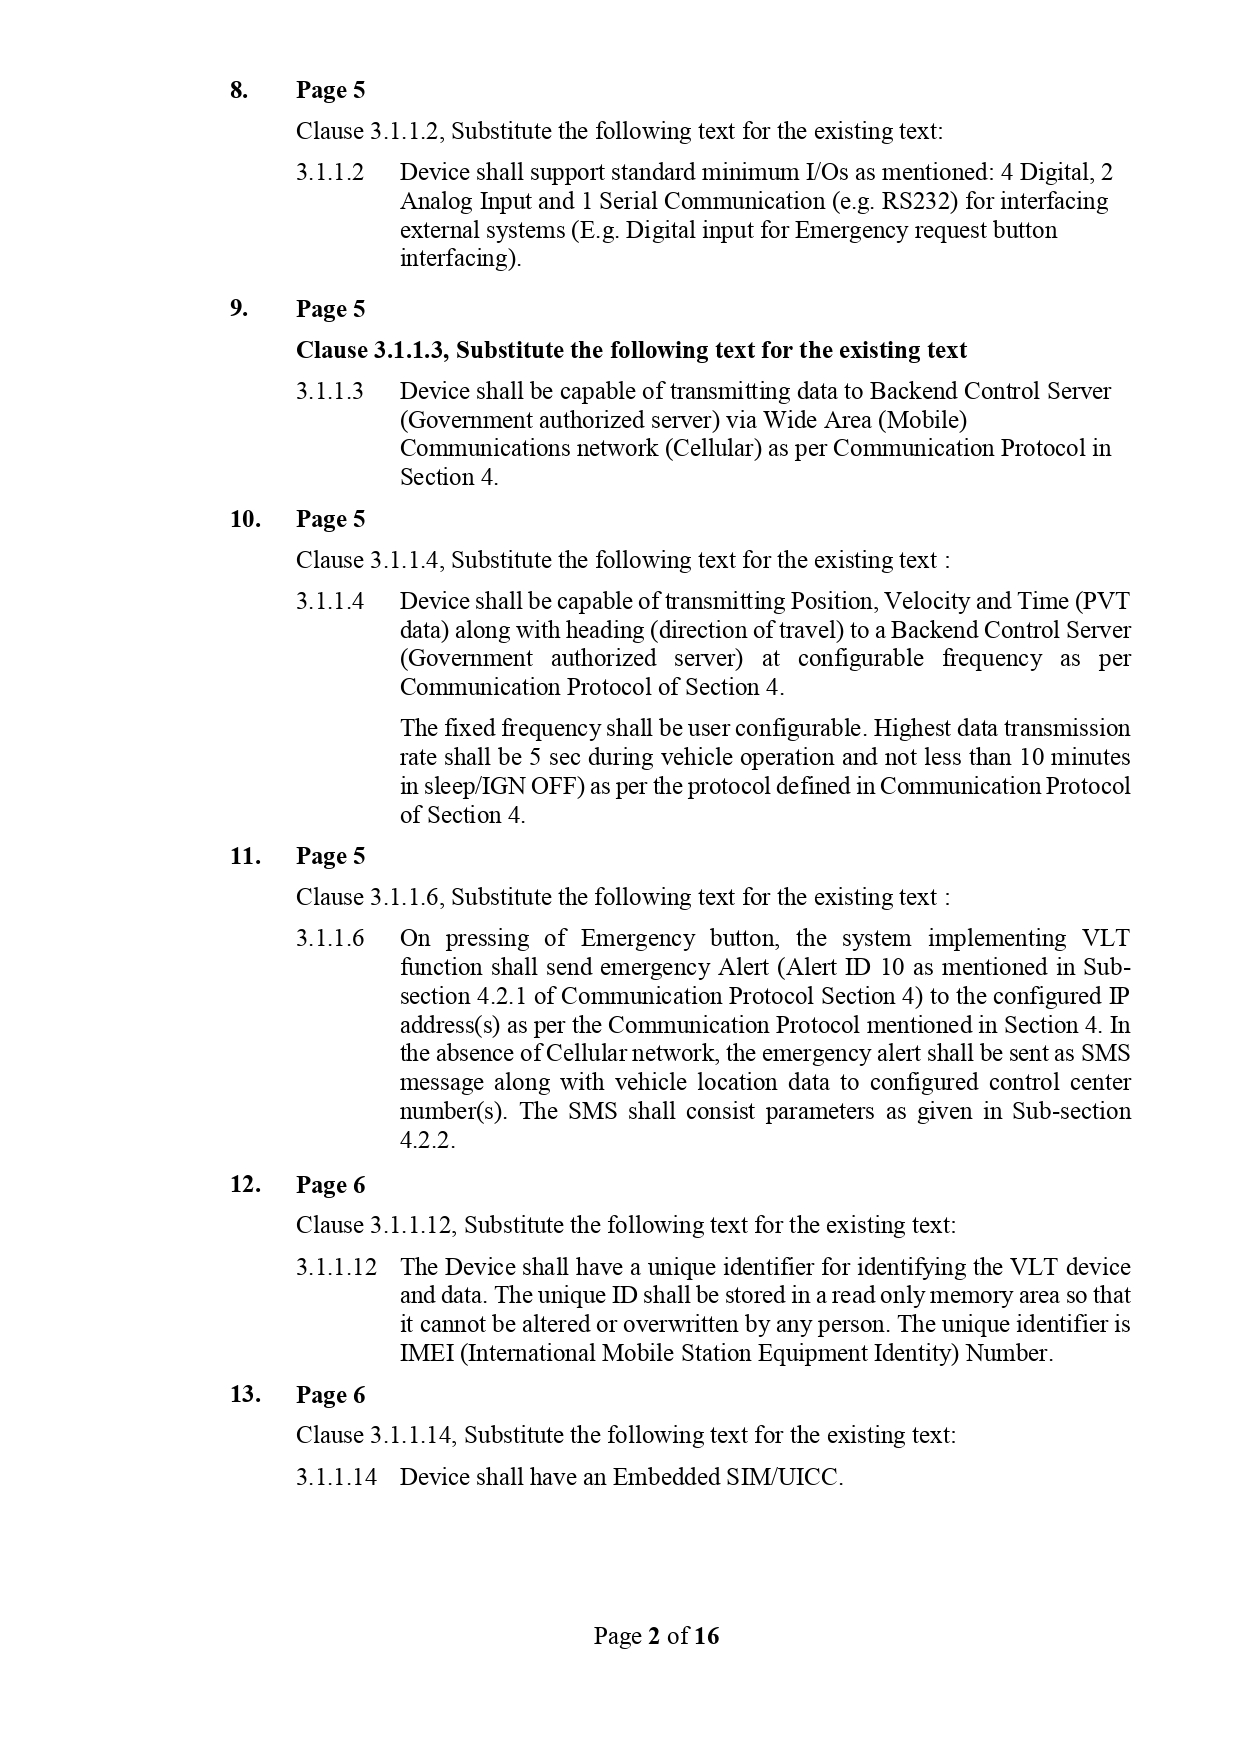 8. Page 5
Clause 3.1.1.2, Substitute the following text for the existing text:
3.1.1.2 Device shall support standard minimum I/Os as mentioned: 4 Digital, 2
Analog Input and 1 Serial Communication (e.g. RS232) for interfacing
external systems (E.g. Digital input for Emergency request button
interfacing).
9. Page 5
Clause 3.1.1.3, Substitute the following text for the existing text
3.1.1.3 Device shall be capable of transmitting data to Backend Control Server
(Government authorized server) via Wide Area (Mobile)
Communications network (Cellular) as per Communication Protocol in
Section 4.
10. Page 5
Clause 3.1.1.4, Substitute the following text for the existing text :
3.1.1.4 Device shall be capable of transmitting Position, Velocity and Time (PVT
data) along with heading (direction of travel) to a Backend Control Server
(Government authorized server) at configurable frequency as per
Communication Protocol of Section 4.
The fixed frequency shall be user configurable. Highest data transmission
rate shall be 5 sec during vehicle operation and not less than 10 minutes
in sleep/IGN OFF) as per the protocol defined in Communication Protocol
of Section 4.
11. Page 5
Clause 3.1.1.6, Substitute the following text for the existing text :
3.1.1.6 On pressing of Emergency button, the system implementing VLT
function shall send emergency Alert (Alert ID 10 as mentioned in Sub-
section 4.2.1 of Communication Protocol Section 4) to the configured IP
address(s) as per the Communication Protocol mentioned in Section 4. In
the absence of Cellular network, the emergency alert shall be sent as SMS
message along with vehicle location data to configured control center
number(s). The SMS shall consist parameters as given in Sub-section
4.2.2.
12. Page 6
Clause 3.1.1.12, Substitute the following text for the existing text:
3.1.1.12 The Device shall have a unique identifier for identifying the VLT device
and data. The unique ID shall be stored in a read only memory area so that
it cannot be altered or overwritten by any person. The unique identifier is
IMEI (International Mobile Station Equipment Identity) Number.
13. Page 6
Clause 3.1.1.14, Substitute the following text for the existing text:
3.1.1.14 Device shall have an Embedded SIM/UICC.
Page 2 of 16